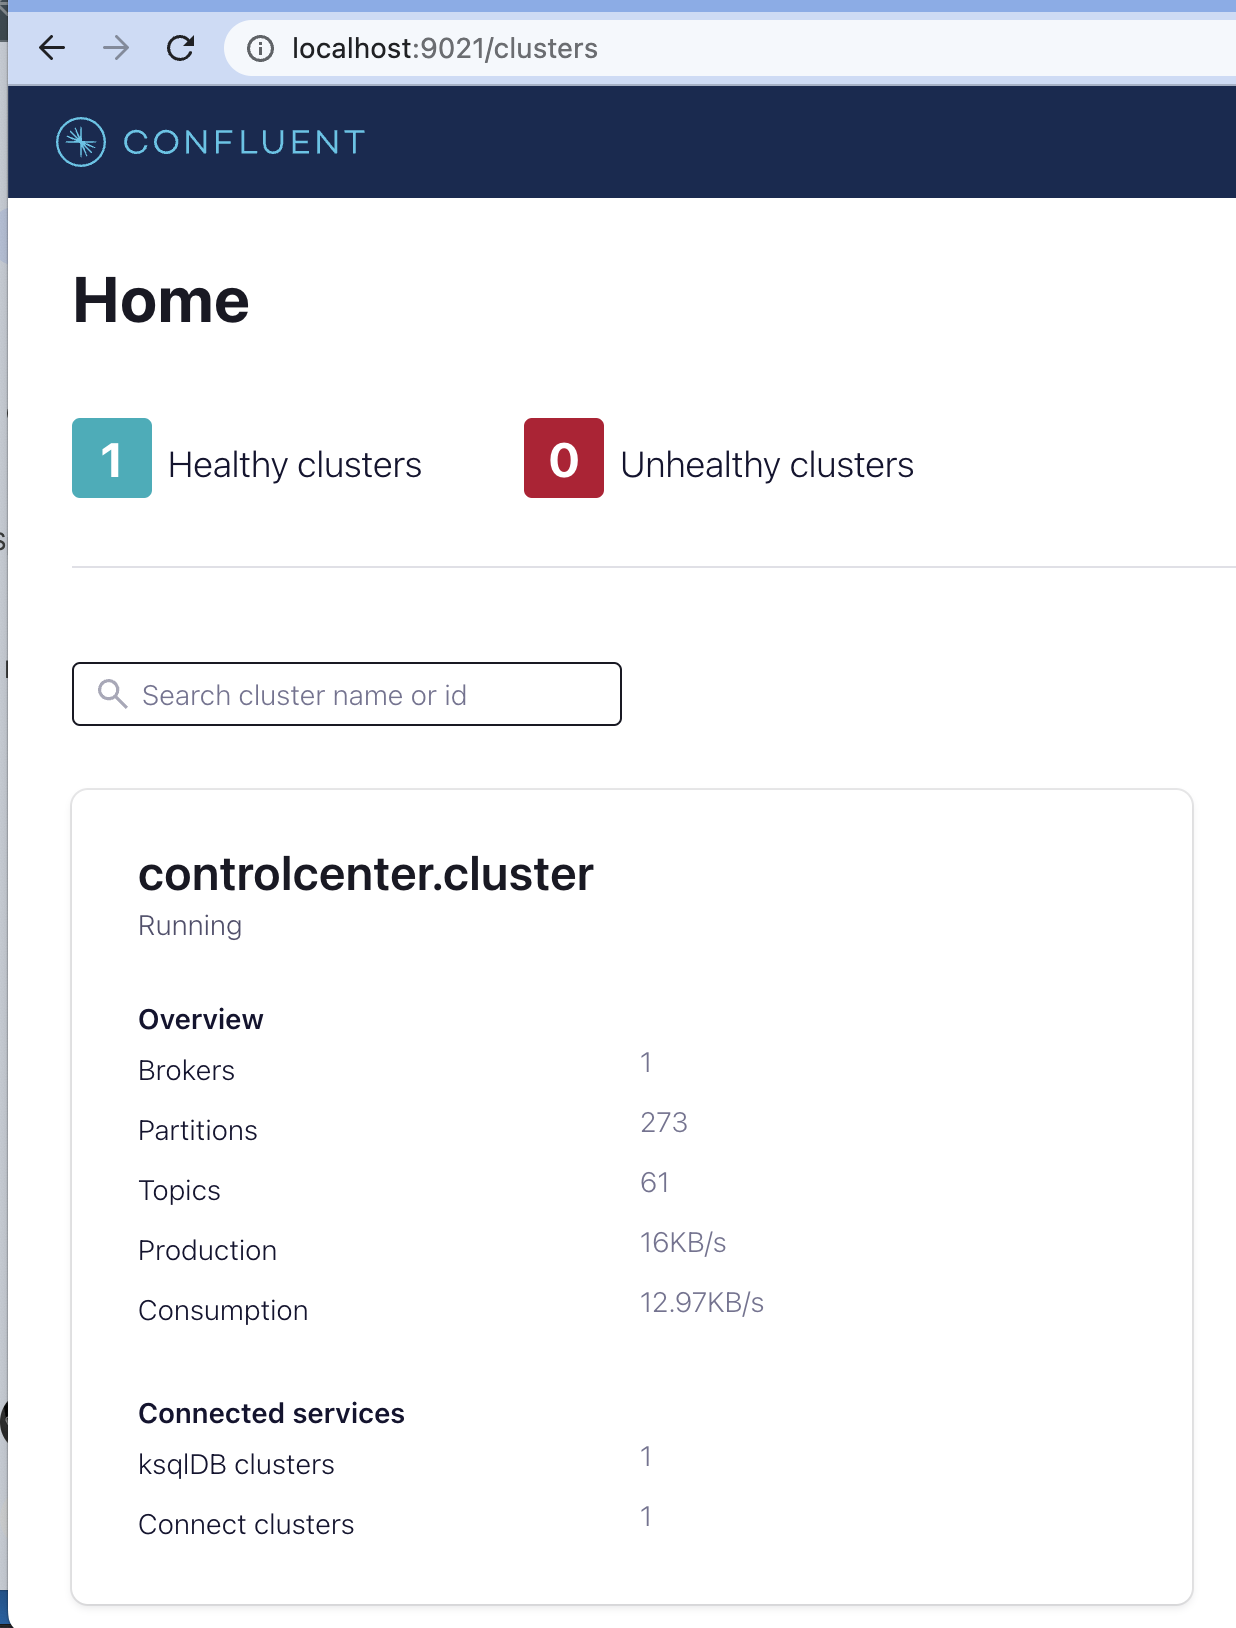 localhost:9021/clusters
CONFLUENT
Home
1 Healthy clusters 0 Unhealthy clusters
Search cluster name or id
controlcenter.cluster
Running
Overview
Brokers 1
Partitions 273
Topics 61
Production 16KB/s
Consumption 12.97KB/s
Connected services
ksqlDB clusters 1
Connect clusters 1